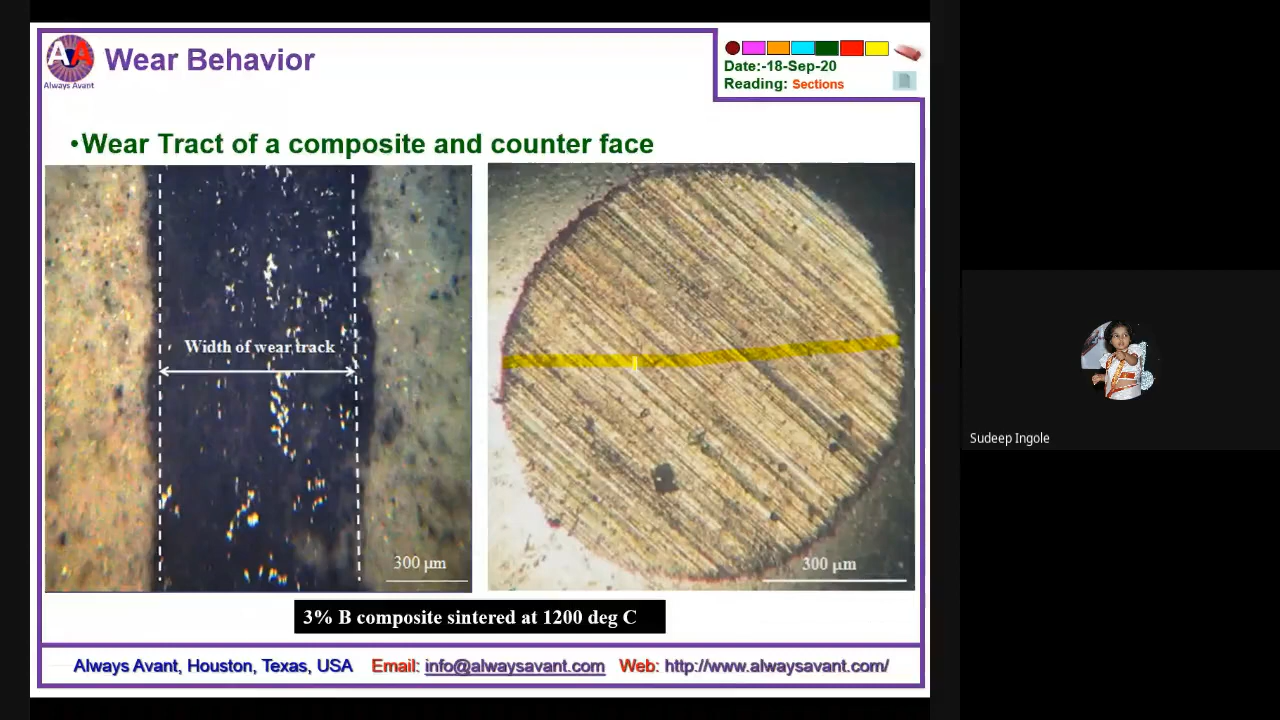 AVA
Always Avant
Wear Behavior
Date:-18-Sep-20
Reading: Sections
•Wear Tract of a composite and counter face
Width of wear track
300 μm
300 μm
3% B composite sintered at 1200 deg C
Always Avant, Houston, Texas, USA Email: info@alwaysavant.com Web: http://www.alwaysavant.com/
Sudeep Ingole